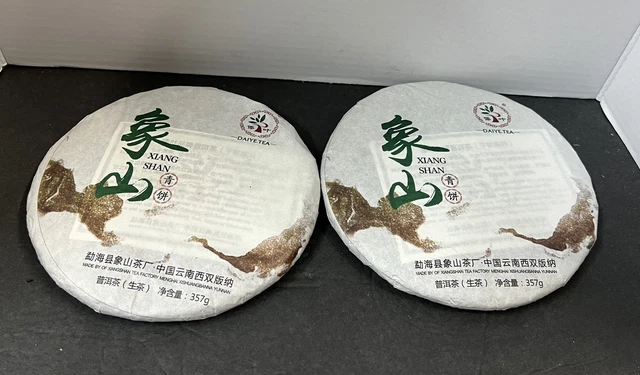 象山
XIANG
SHAN
青
饼
DAIYE.TEA
勐海县象山茶厂·中国云南西双版纳
MADE BY OF XIANGSHAN TEA FACTORY MENGHAI XISHUANGBANNA YUNNAN
普洱茶（生茶） 净含量：357g
象山
XIANG
SHAN
青
饼
DAIYE.TEA
勐海县象山茶厂·中国云南西双版纳
MADE BY OF XIANGSHAN TEA FACTORY MENGHAI XISHUANGBANNA YUNNAN
普洱茶（生茶） 净含量：357g